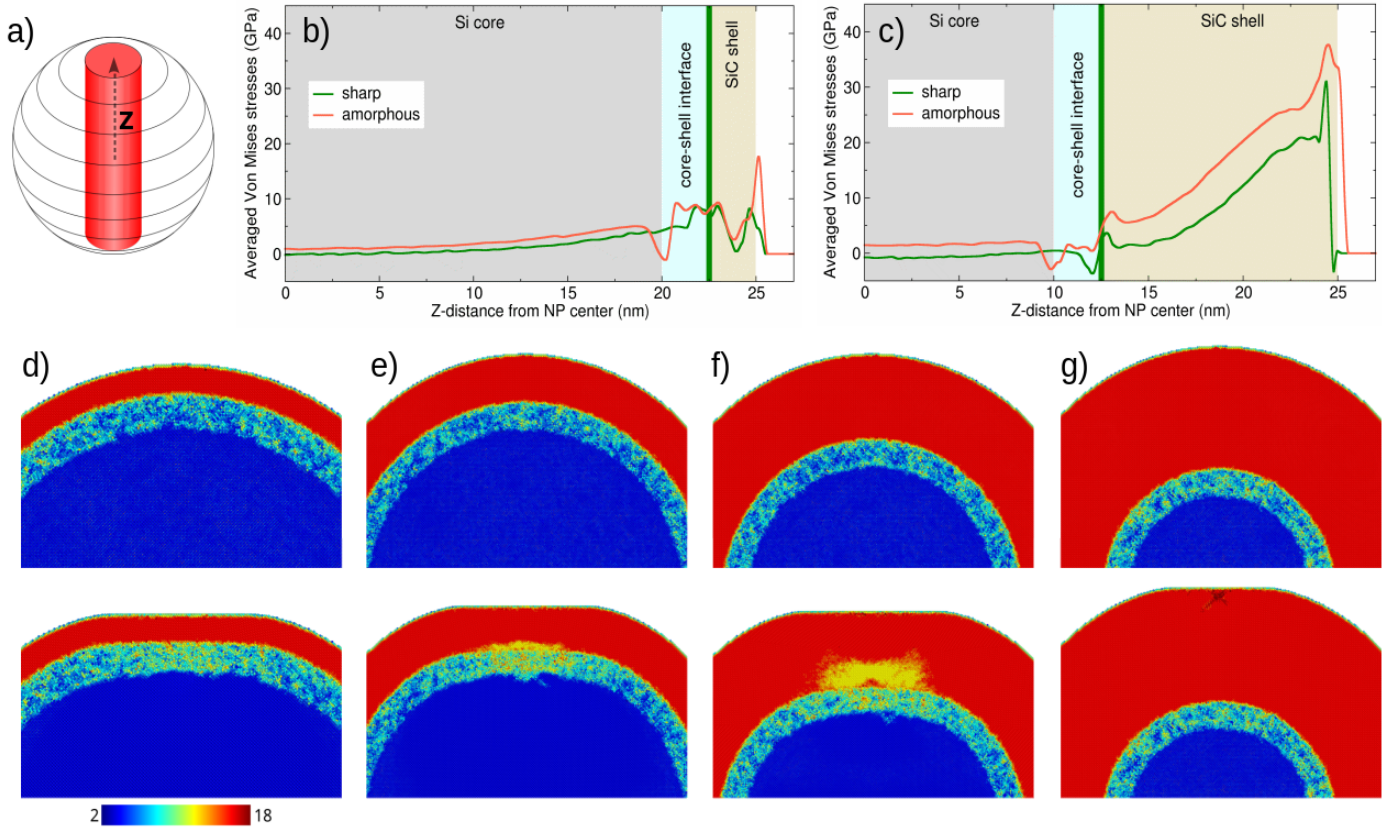 a)
z
b)
Si core
core-shell interface
SiC shell
sharp
amorphous
Averaged Von Mises stresses (GPa)
40
30
20
10
0
0
5
10
15
20
25
Z-distance from NP center (nm)
c)
Si core
core-shell interface
SiC shell
sharp
amorphous
Averaged Von Mises stresses (GPa)
40
30
20
10
0
0
5
10
15
20
25
Z-distance from NP center (nm)
d)
e)
f)
g)
2
18